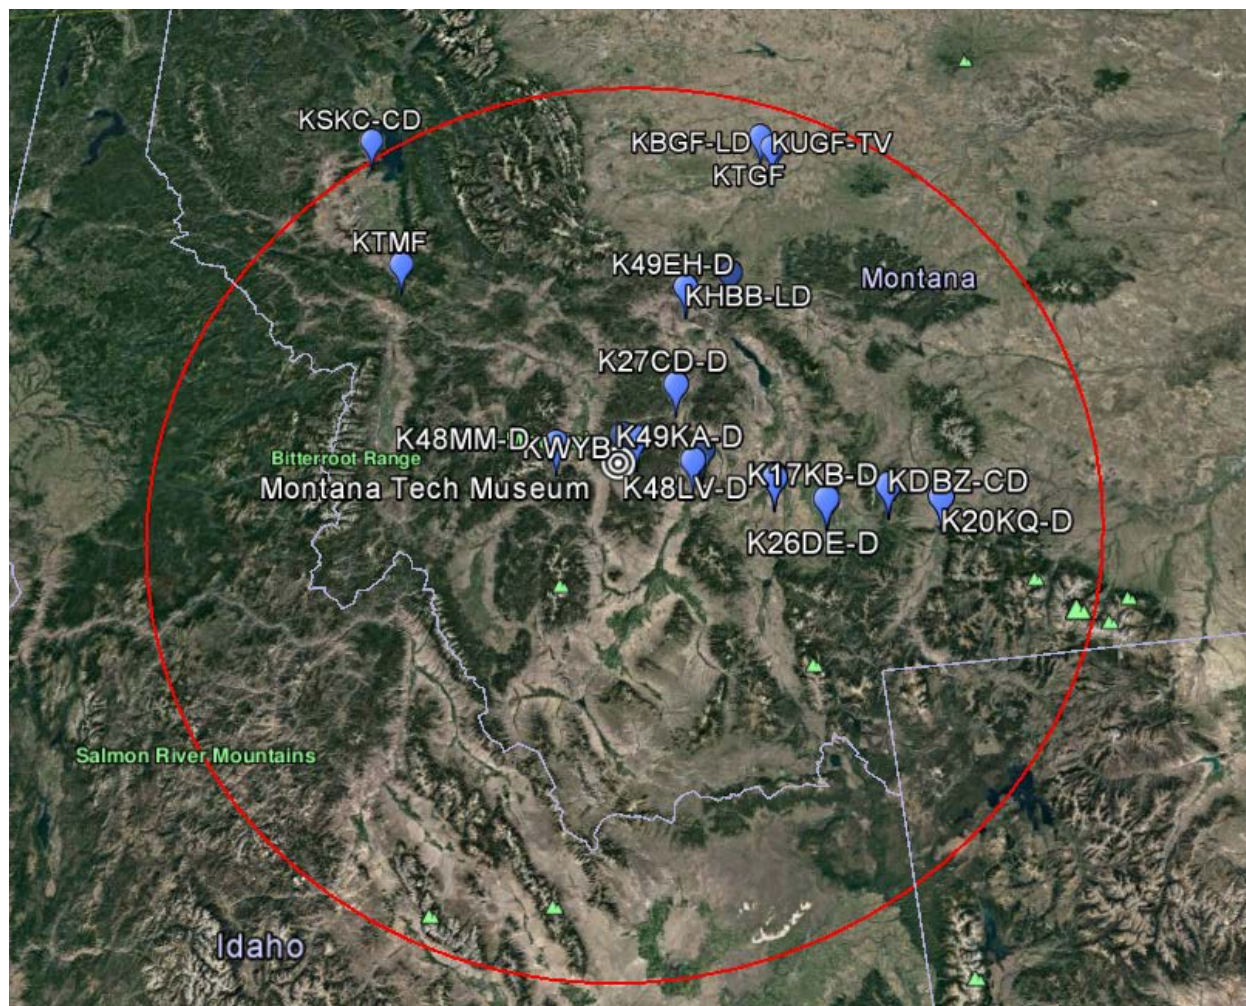 KSKC-CD
KBGF-LD
KUGF-TV
KTGF
KTMF
K49EH-D
Montana
KHBB-LD
K27CD-D
K48MM-D
KWYB-
K49KA-D
Bitterroot Range
Montana Tech Museum
K48LV-D
K17KB-D
KDBZ-CD
K20KQ-D
K26DE-D
Salmon River Mountains
Idaho